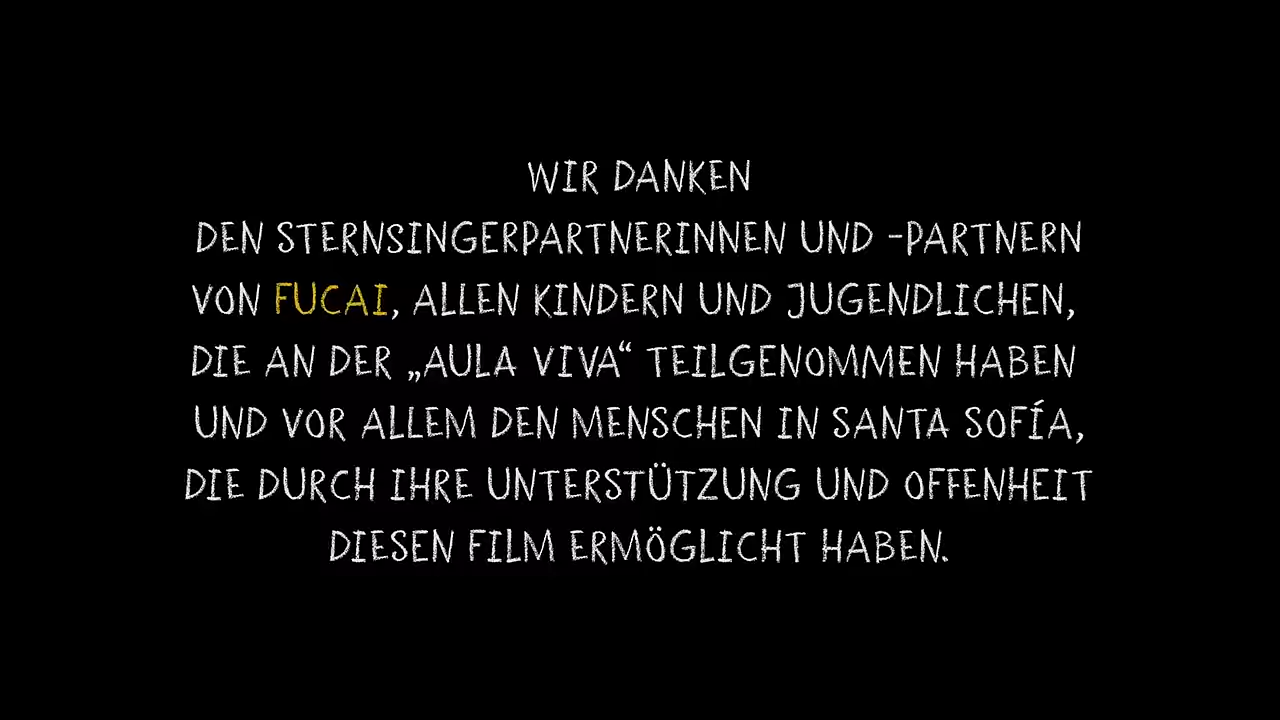 WIR DANKEN
DEN STERNSINGERPARTNERINNEN UND -PARTNERN
VON FUCAI, ALLEN KINDERN UND JUGENDLICHEN,
DIE AN DER „AULA VIVA“ TEILGENOMMEN HABEN
UND VOR ALLEM DEN MENSCHEN IN SANTA SOFÍA,
DIE DURCH IHRE UNTERSTÜTZUNG UND OFFENHEIT
DIESEN FILM ERMÖGLICHT HABEN.